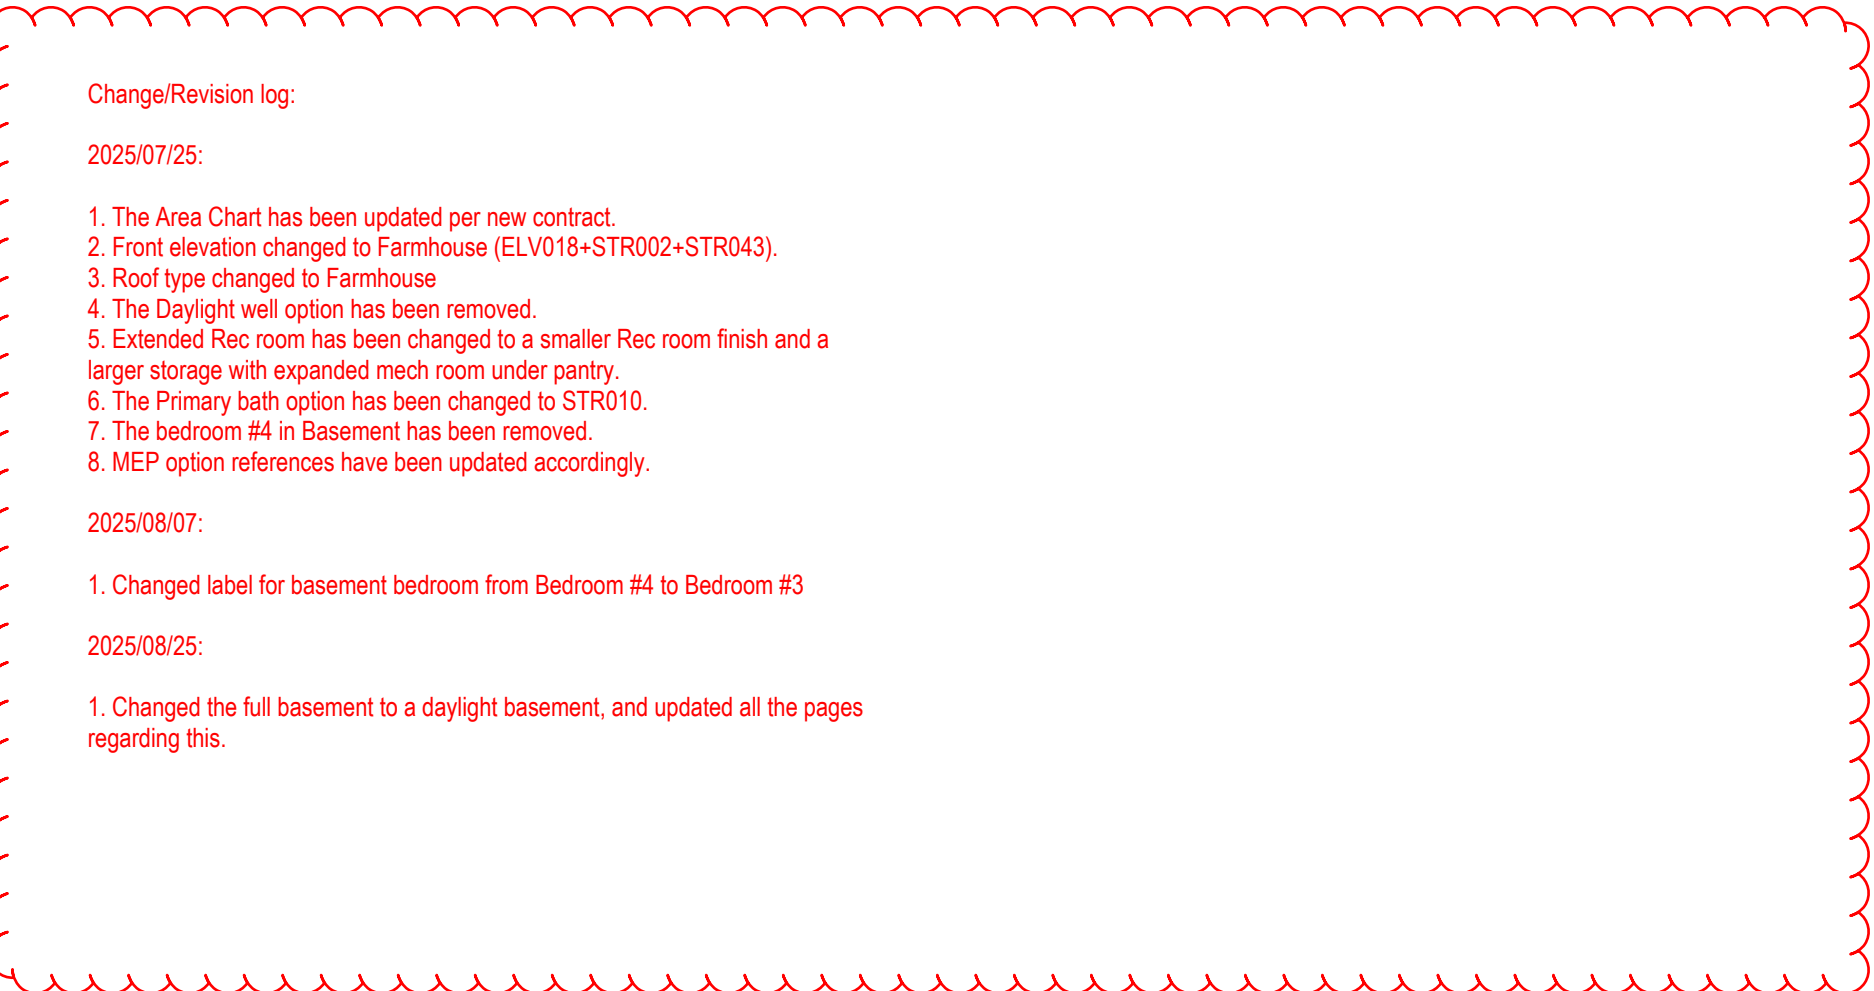 Change/Revision log:
2025/07/25:
1. The Area Chart has been updated per new contract.
2. Front elevation changed to Farmhouse (ELV018+STR002+STR043).
3. Roof type changed to Farmhouse
4. The Daylight well option has been removed.
5. Extended Rec room has been changed to a smaller Rec room finish and a
larger storage with expanded mech room under pantry.
6. The Primary bath option has been changed to STR010.
7. The bedroom #4 in Basement has been removed.
8. MEP option references have been updated accordingly.
2025/08/07:
1. Changed label for basement bedroom from Bedroom #4 to Bedroom #3
2025/08/25:
1. Changed the full basement to a daylight basement, and updated all the pages
regarding this.